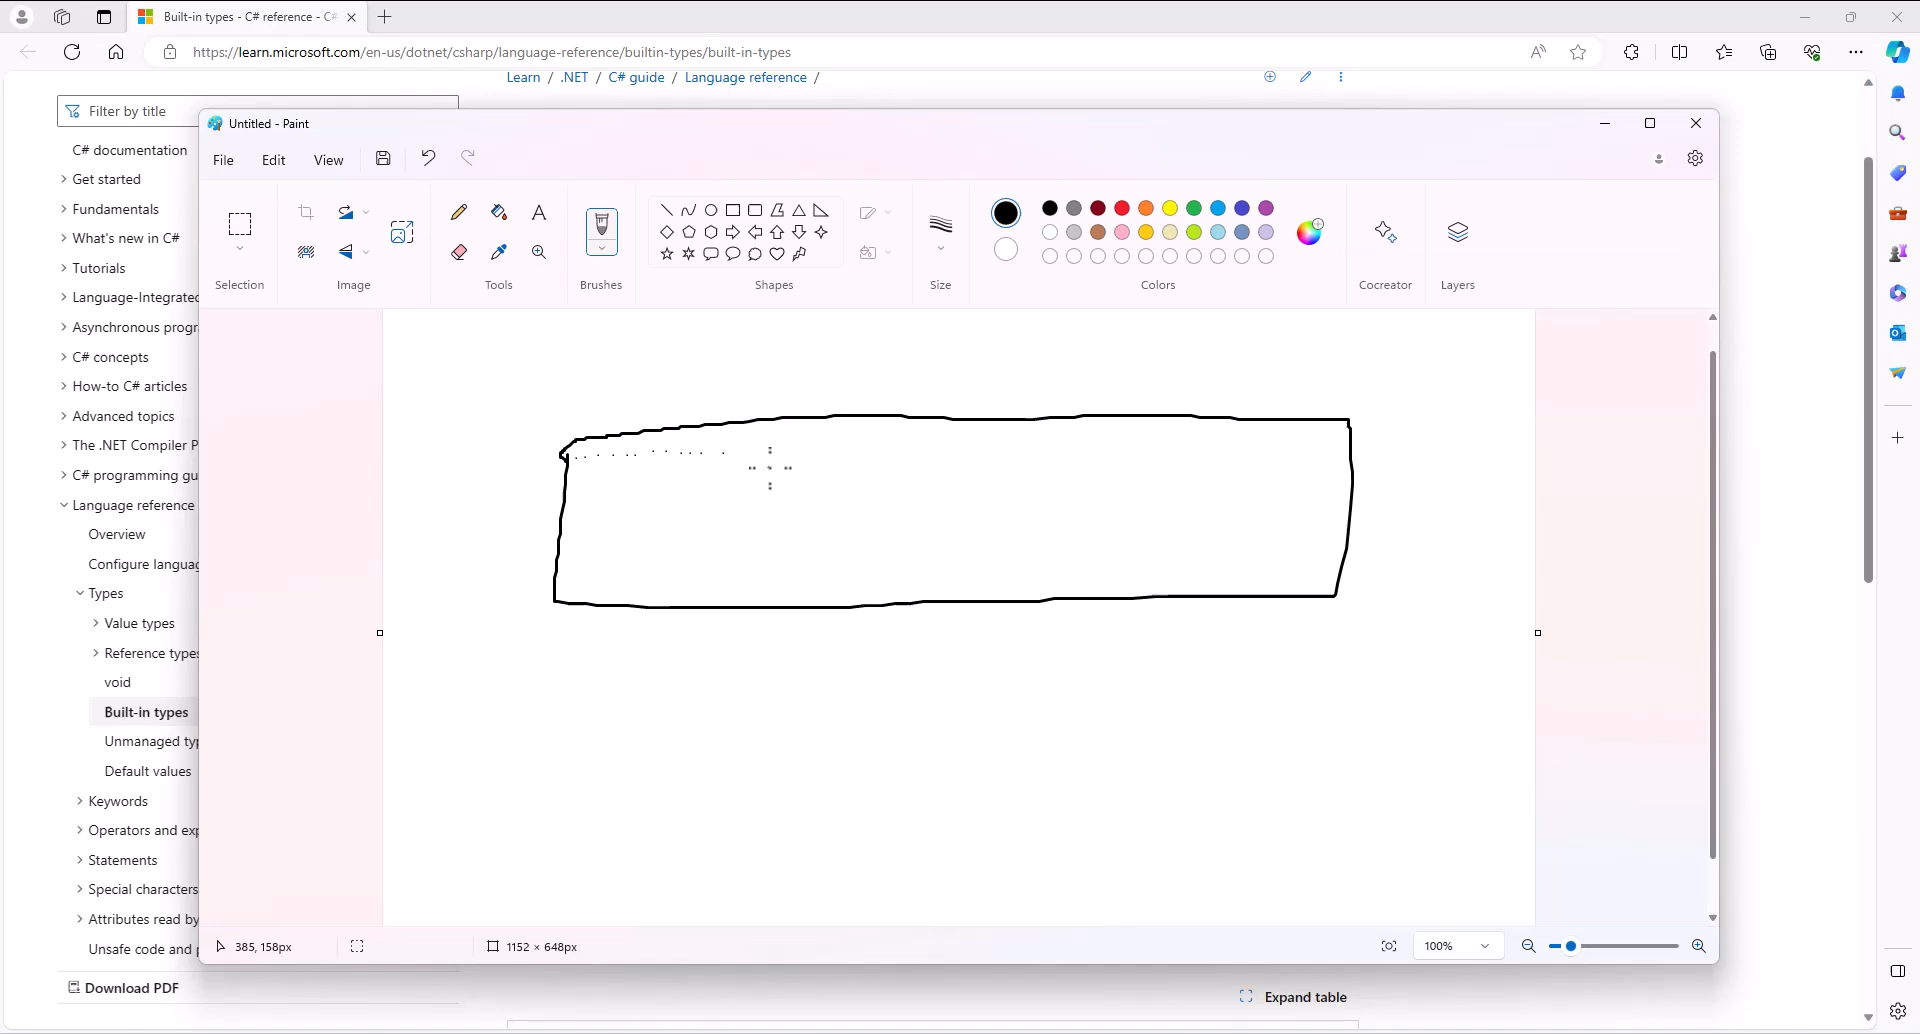 Built-in types - C# reference - C#
https://learn.microsoft.com/en-us/dotnet/csharp/language-reference/builtin-types/built-in-types
Learn / .NET / C# guide / Language reference /
Filter by title
Untitled - Paint
File Edit View
Selection Image Tools Brushes Shapes Size Colors Cocreator Layers
C# documentation
Get started
Fundamentals
What's new in C#
Tutorials
Language-Integrated
Asynchronous progr
C# concepts
How-to C# articles
Advanced topics
The .NET Compiler P
C# programming gu
Language reference
Overview
Configure languag
Types
Value types
Reference types
void
Built-in types
Unmanaged typ
Default values
Keywords
Operators and exp
Statements
Special characters
Attributes read by
Unsafe code and p
385, 158px 1152 × 648px 100%
Download PDF
Expand table